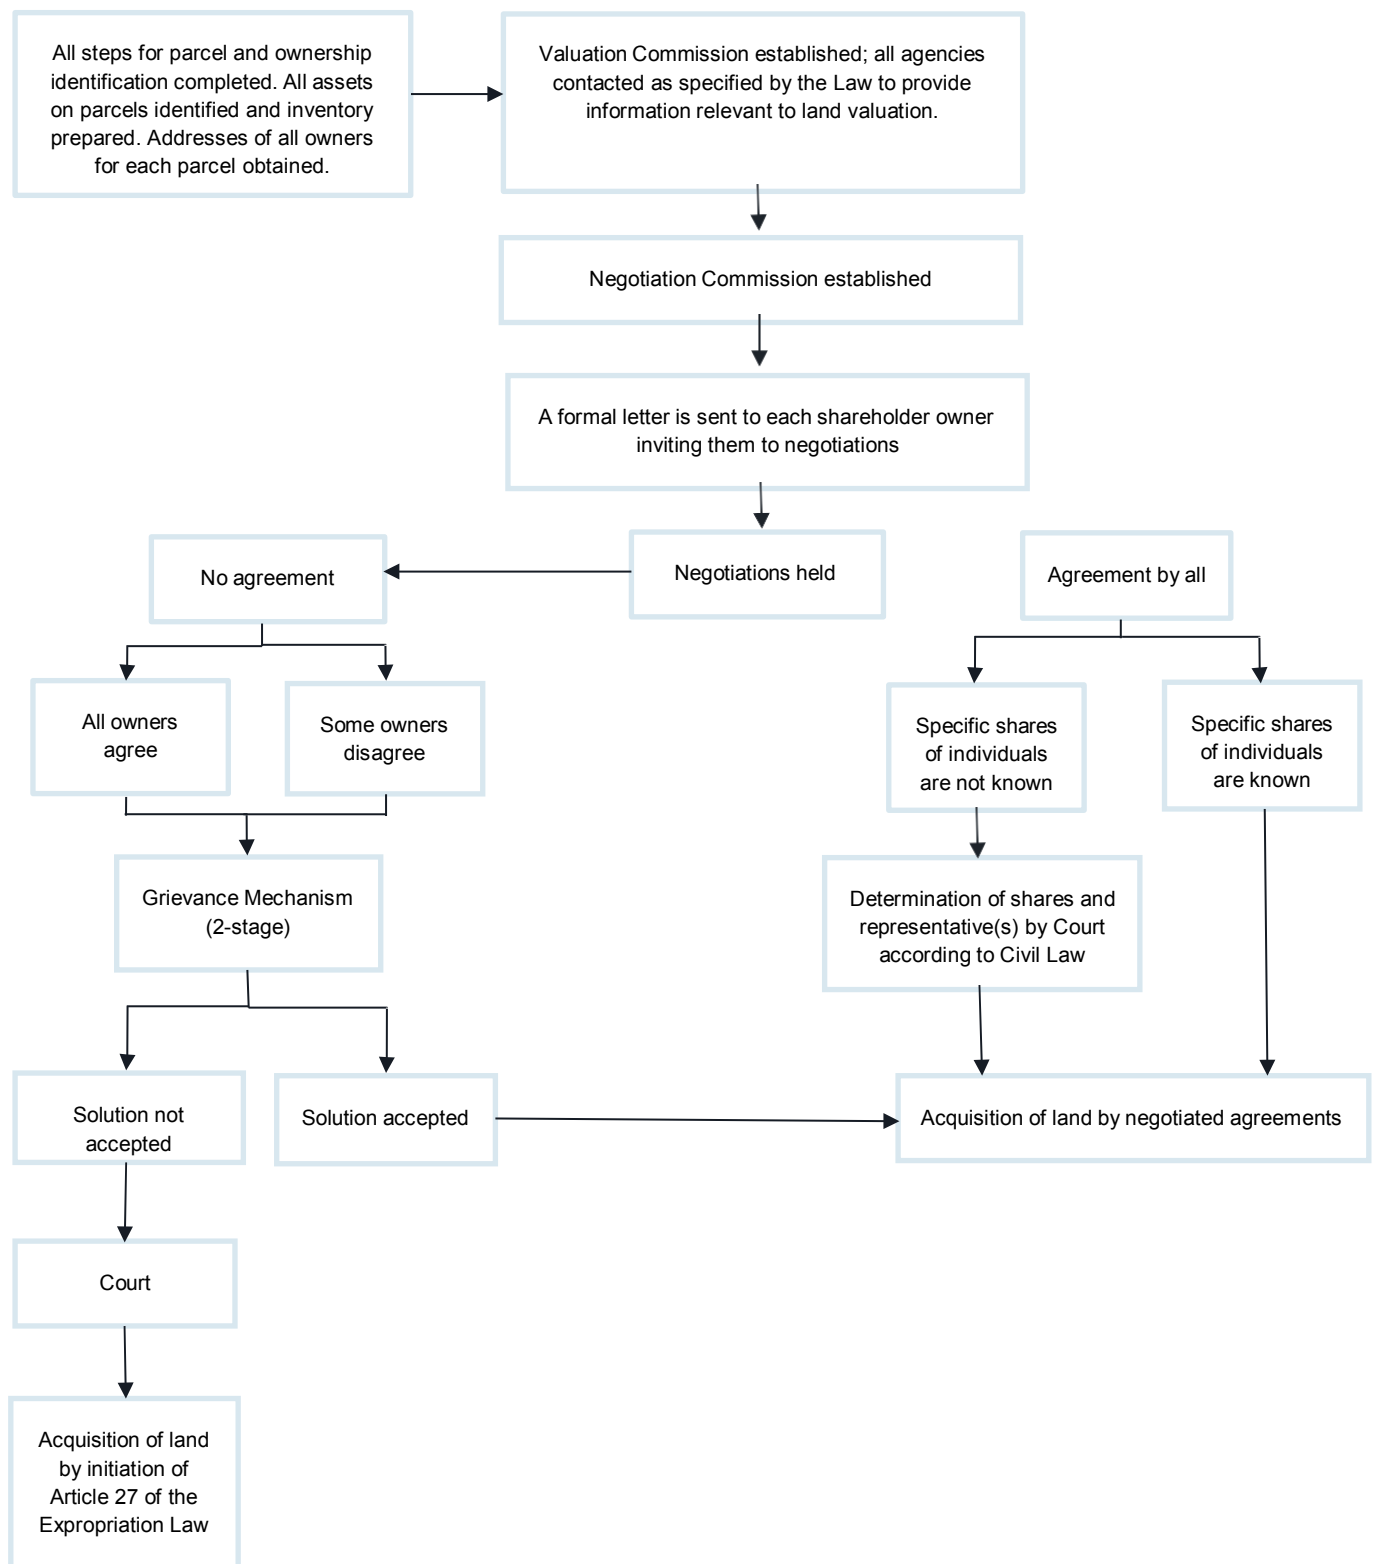 All steps for parcel and ownership
identification completed. All assets
on parcels identified and inventory
prepared. Addresses of all owners
for each parcel obtained.
Valuation Commission established; all agencies
contacted as specified by the Law to provide
information relevant to land valuation.
Negotiation Commission established
A formal letter is sent to each shareholder owner
inviting them to negotiations
No agreement
Negotiations held
Agreement by all
All owners
agree
Some owners
disagree
Specific shares
of individuals
are not known
Specific shares
of individuals
are known
Grievance Mechanism
(2-stage)
Determination of shares and
representative(s) by Court
according to Civil Law
Solution not
accepted
Solution accepted
Acquisition of land by negotiated agreements
Court
Acquisition of land
by initiation of
Article 27 of the
Expropriation Law